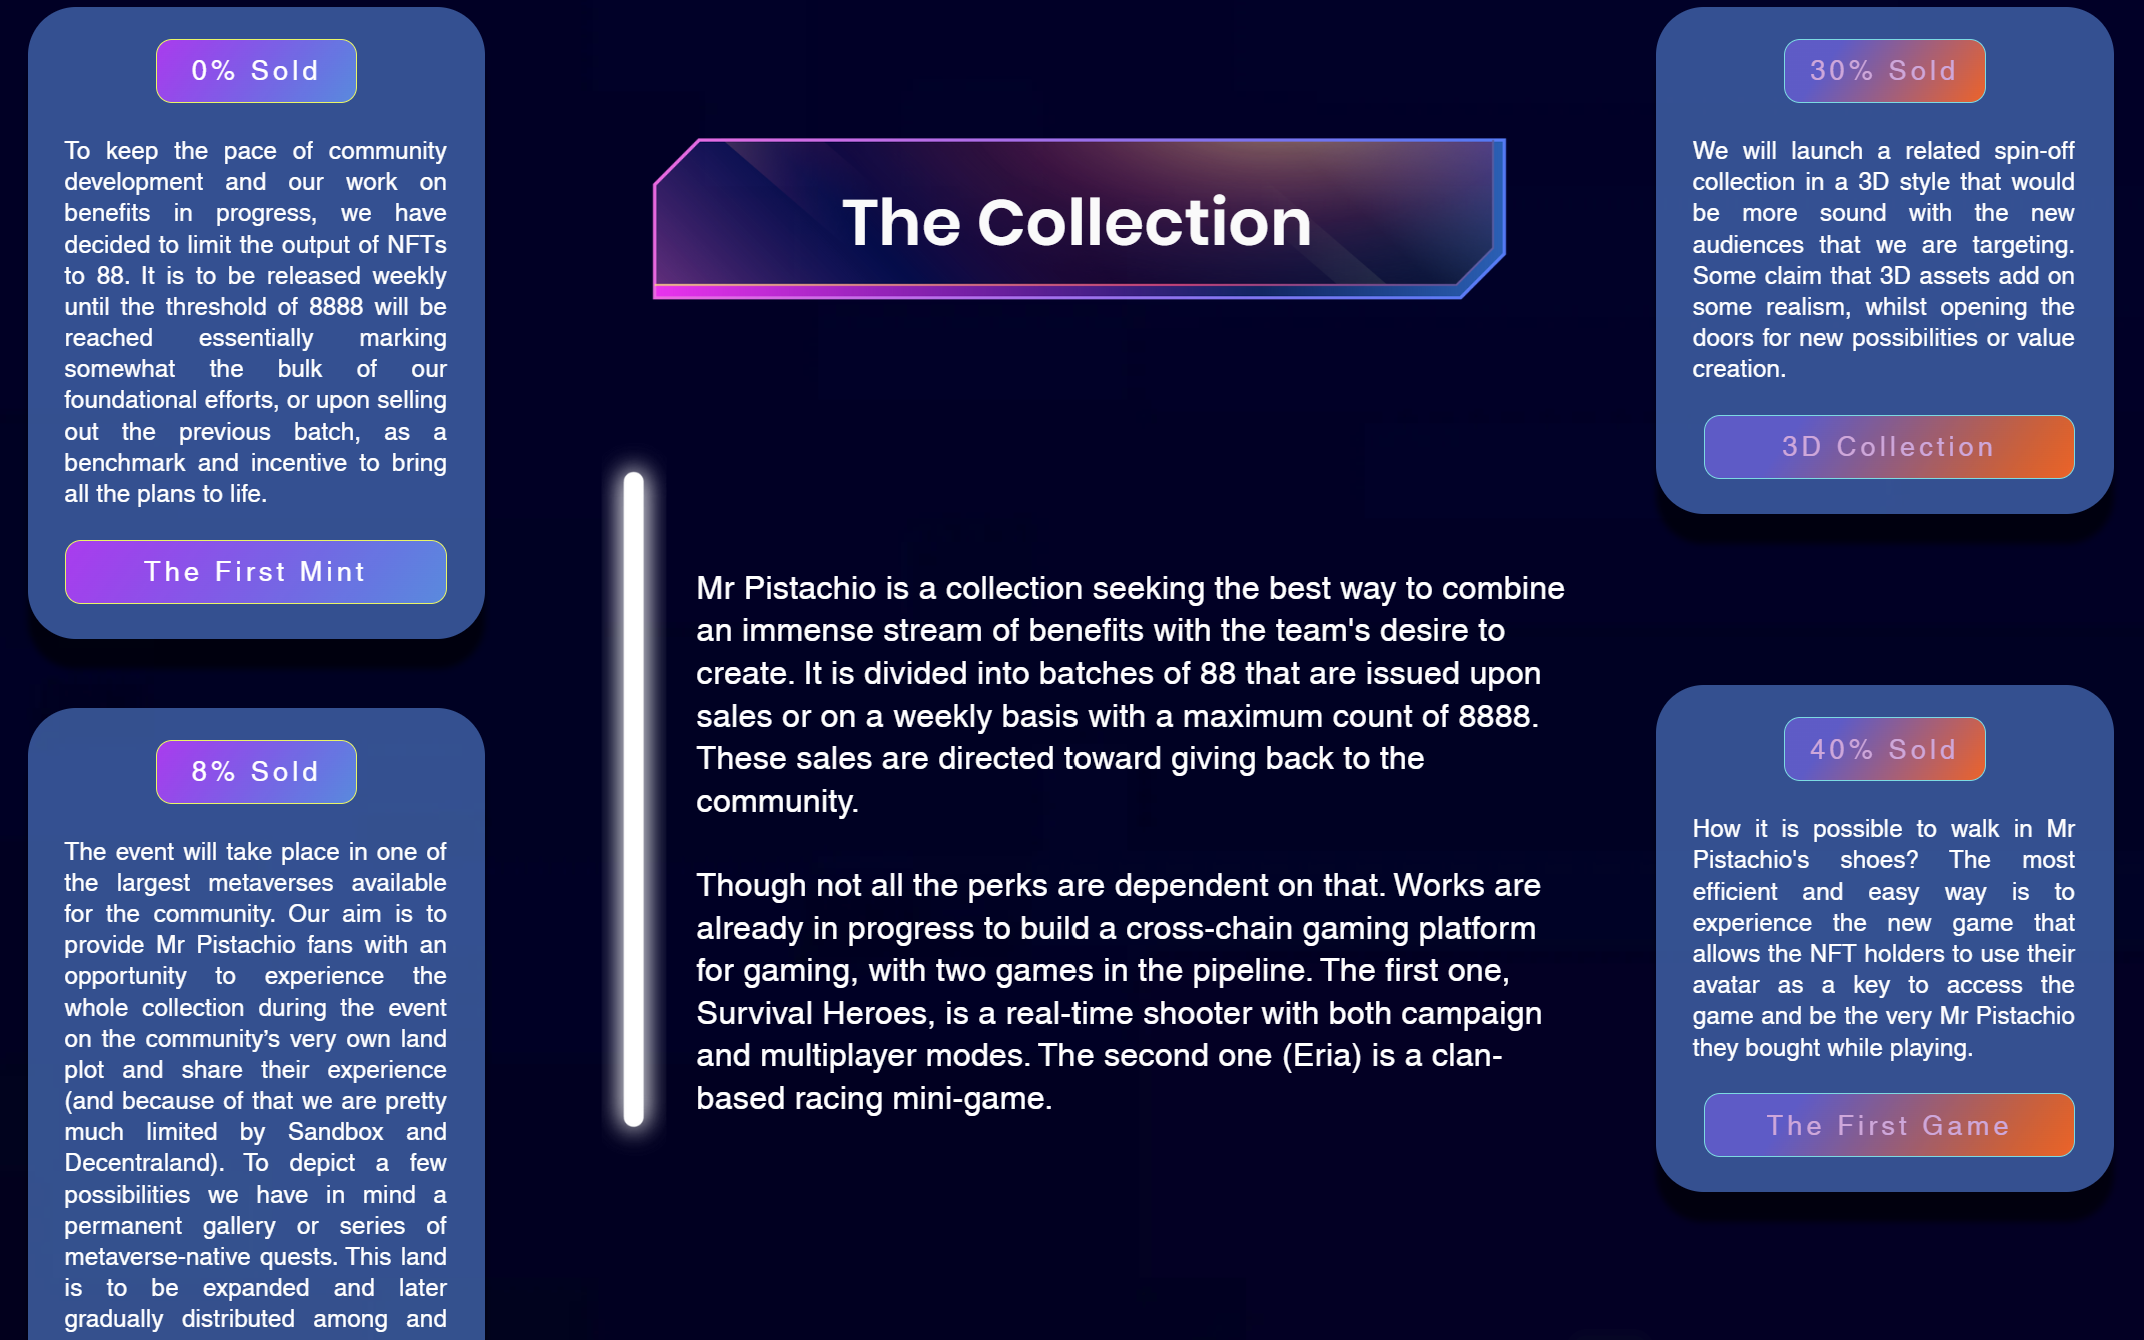 0% Sold
To keep the pace of community
development and our work on
benefits in progress, we have
decided to limit the output of NFTs
to 88. It is to be released weekly
until the threshold of 8888 will be
reached essentially marking
somewhat the bulk of our
foundational efforts, or upon selling
out the previous batch, as a
benchmark and incentive to bring
all the plans to life.
The First Mint
8% Sold
The event will take place in one of
the largest metaverses available
for the community. Our aim is to
provide Mr Pistachio fans with an
opportunity to experience the
whole collection during the event
on the community’s very own land
plot and share their experience
(and because of that we are pretty
much limited by Sandbox and
Decentraland). To depict a few
possibilities we have in mind a
permanent gallery or series of
metaverse-native quests. This land
is to be expanded and later
gradually distributed among and
The Collection
Mr Pistachio is a collection seeking the best way to combine
an immense stream of benefits with the team's desire to
create. It is divided into batches of 88 that are issued upon
sales or on a weekly basis with a maximum count of 8888.
These sales are directed toward giving back to the
community.
Though not all the perks are dependent on that. Works are
already in progress to build a cross-chain gaming platform
for gaming, with two games in the pipeline. The first one,
Survival Heroes, is a real-time shooter with both campaign
and multiplayer modes. The second one (Eria) is a clan-
based racing mini-game.
30% Sold
We will launch a related spin-off
collection in a 3D style that would
be more sound with the new
audiences that we are targeting.
Some claim that 3D assets add on
some realism, whilst opening the
doors for new possibilities or value
creation.
3D Collection
40% Sold
How it is possible to walk in Mr
Pistachio's shoes? The most
efficient and easy way is to
experience the new game that
allows the NFT holders to use their
avatar as a key to access the
game and be the very Mr Pistachio
they bought while playing.
The First Game